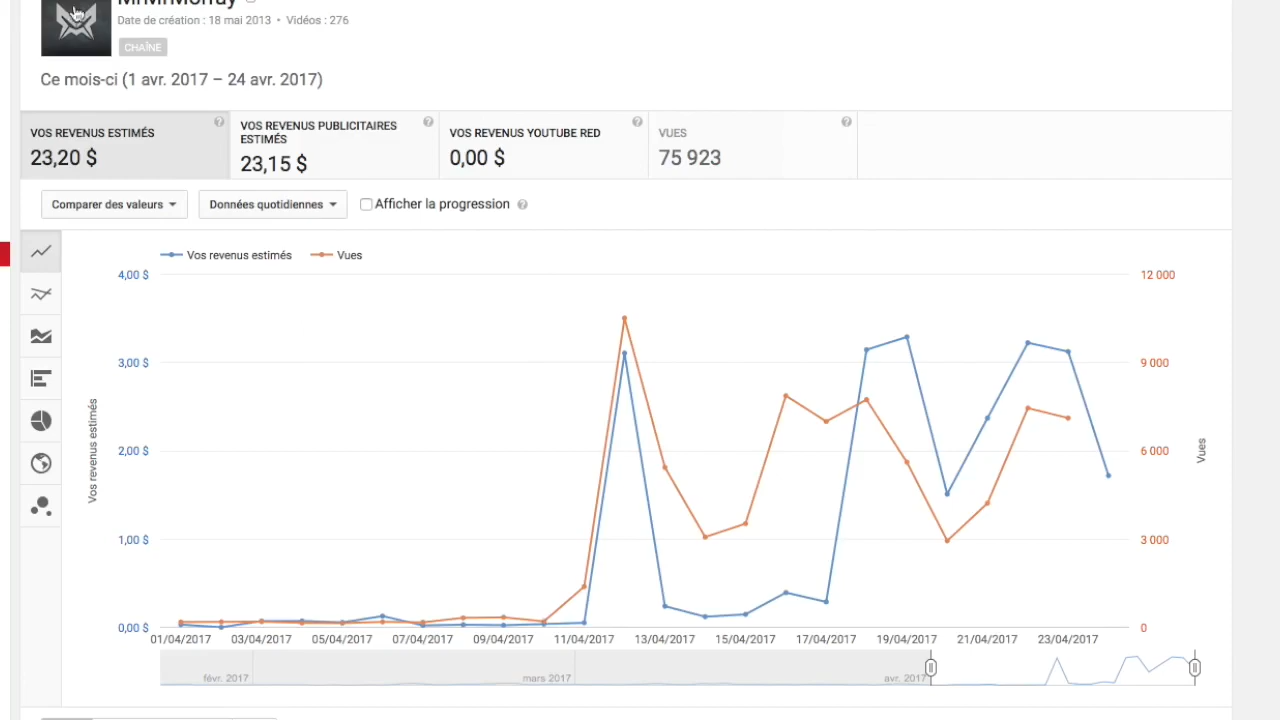 Date de création : 18 mai 2013 • Vidéos : 276
CHAÎNE
Ce mois-ci (1 avr. 2017 – 24 avr. 2017)
VOS REVENUS ESTIMÉS
23,20 $
VOS REVENUS PUBLICITAIRES
ESTIMÉS
23,15 $
VOS REVENUS YOUTUBE RED
0,00 $
VUES
75 923
Comparer des valeurs
Données quotidiennes
Afficher la progression
Vos revenus estimés
Vues
4,00 $
3,00 $
2,00 $
1,00 $
0,00 $
Vos revenus estimés
12 000
9 000
6 000
3 000
0
Vues
01/04/2017 03/04/2017 05/04/2017 07/04/2017 09/04/2017 11/04/2017 13/04/2017 15/04/2017 17/04/2017 19/04/2017 21/04/2017 23/04/2017
févr. 2017 mars 2017 avr. 2017